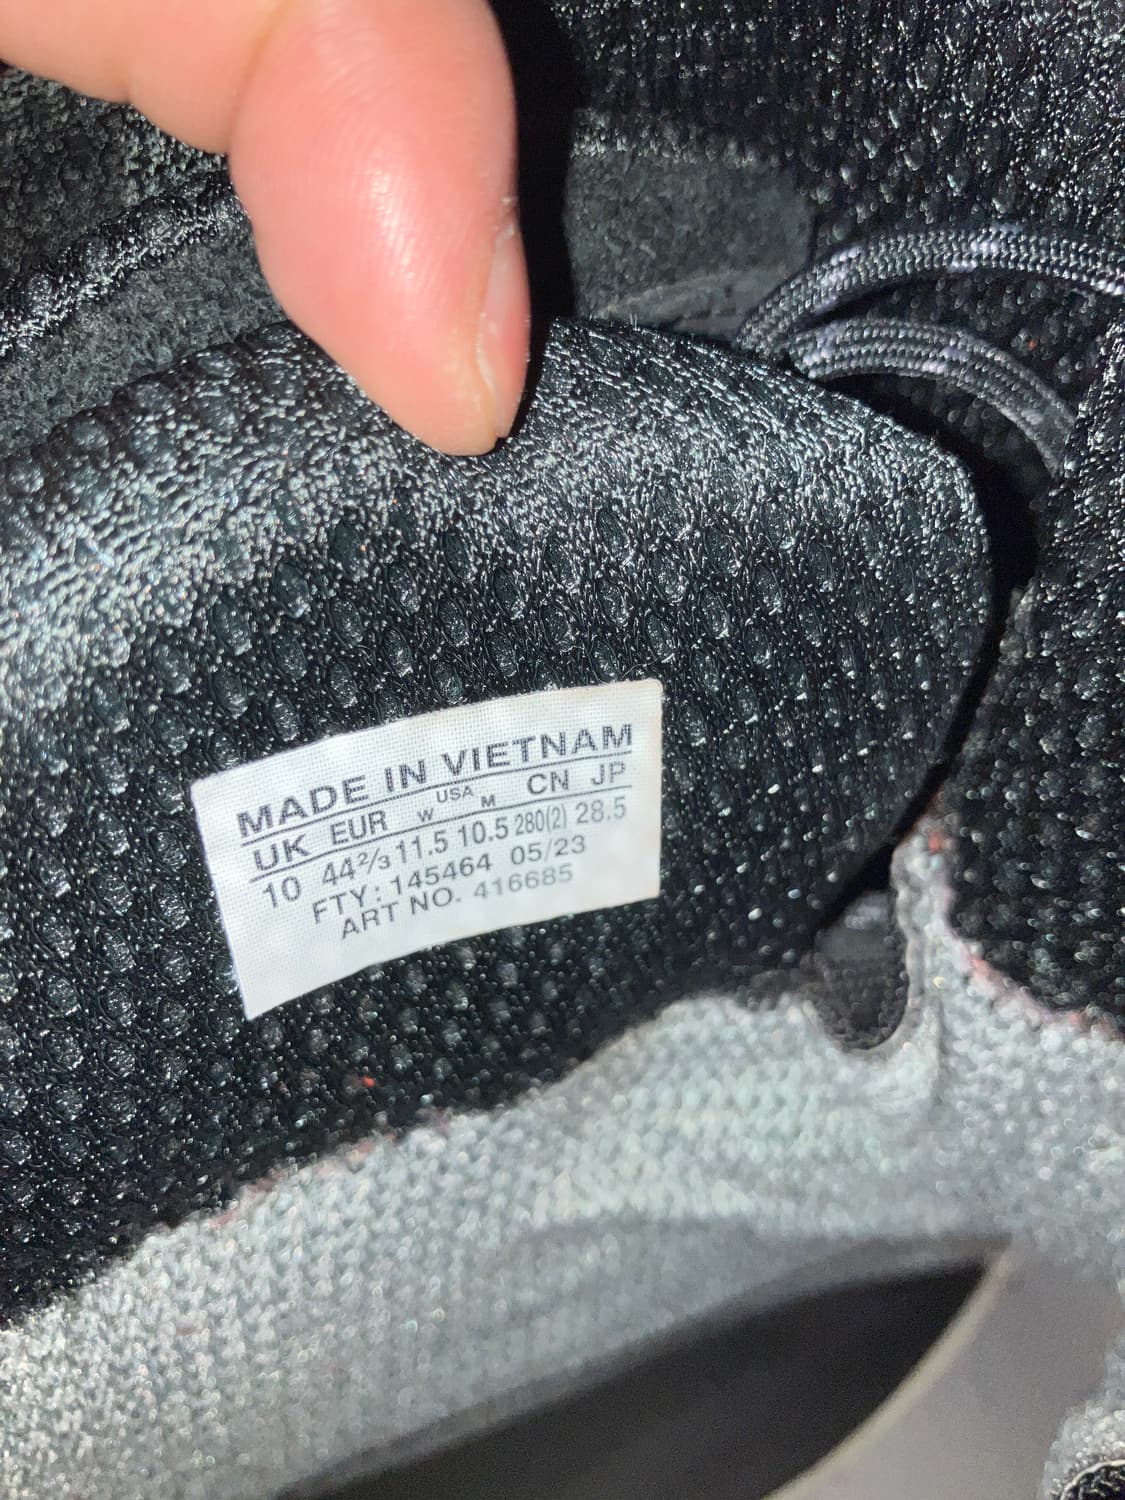 MADE IN VIETNAM
USA
UK EUR W M CN JP
10 44⅔ 11.5 10.5 280(2) 28.5
FTY: 145464 05/23
ART NO. 416685